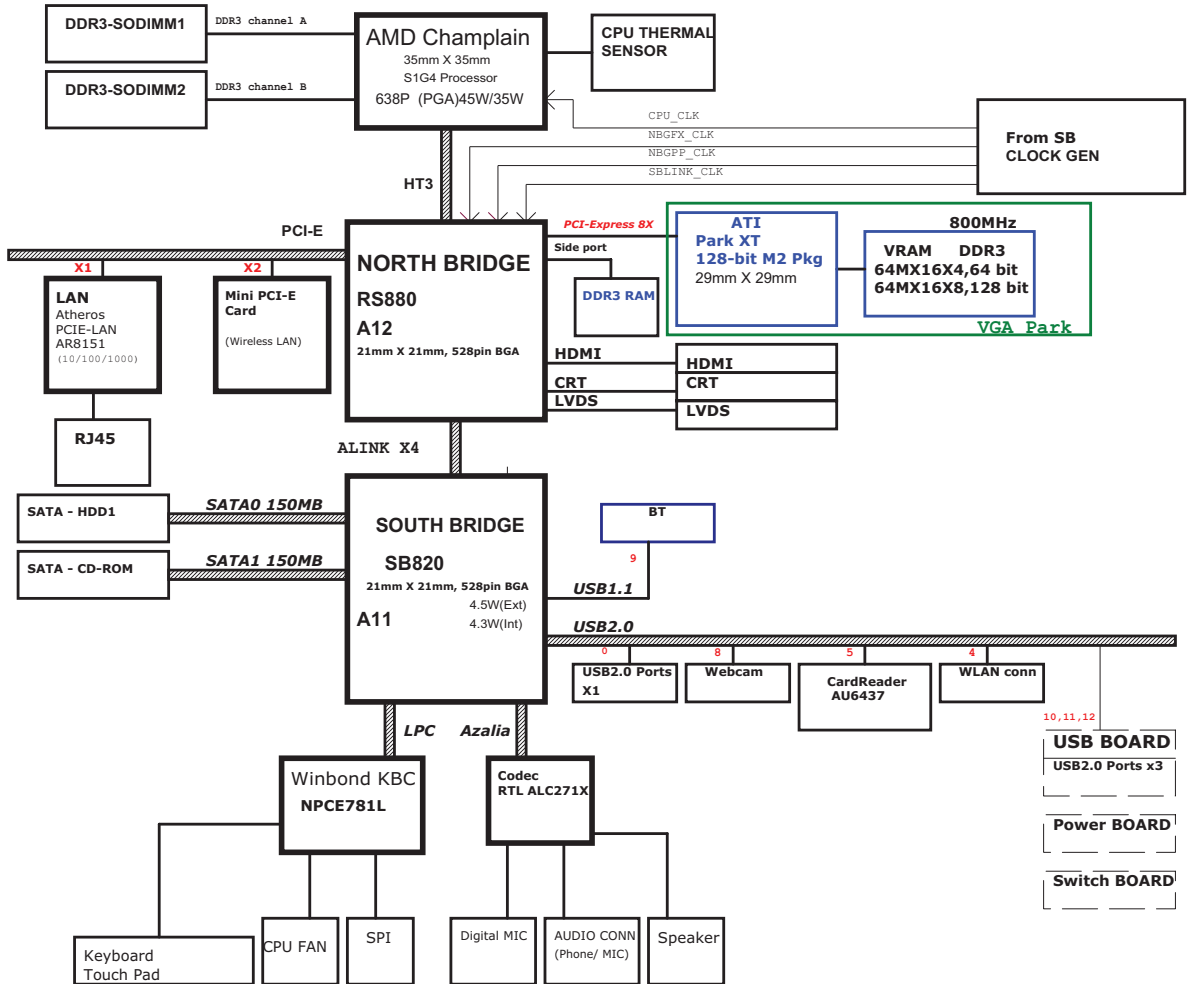 DDR3-SODIMM1
DDR3 channel A
DDR3-SODIMM2
DDR3 channel B
AMD Champlain
35mm X 35mm
S1G4 Processor
638P (PGA)45W/35W
CPU THERMAL
SENSOR
CPU_CLK
NBGFX_CLK
NBGPP_CLK
SBLINK_CLK
From SB
CLOCK GEN
HT3
PCI-E
X1
X2
LAN
Atheros
PCIE-LAN
AR8151
(10/100/1000)
Mini PCI-E
Card
(Wireless LAN)
RJ45
NORTH BRIDGE
RS880
A12
21mm X 21mm, 528pin BGA
PCI-Express 8X
Side port
DDR3 RAM
ATI
Park XT
128-bit M2 Pkg
29mm X 29mm
800MHz
VRAM DDR3
64MX16X4,64 bit
64MX16X8,128 bit
VGA Park
HDMI
HDMI
CRT
CRT
LVDS
LVDS
ALINK X4
SATA - HDD1
SATA0 150MB
SATA - CD-ROM
SATA1 150MB
SOUTH BRIDGE
SB820
21mm X 21mm, 528pin BGA
4.5W(Ext)
A11
4.3W(Int)
BT
9
USB1.1
USB2.0
0
USB2.0 Ports
X1
8
Webcam
5
CardReader
AU6437
4
WLAN conn
10,11,12
USB BOARD
USB2.0 Ports x3
Power BOARD
Switch BOARD
LPC
Azalia
Winbond KBC
NPCE781L
Codec
RTL ALC271X
Keyboard
Touch Pad
CPU FAN
SPI
Digital MIC
AUDIO CONN
(Phone/ MIC)
Speaker